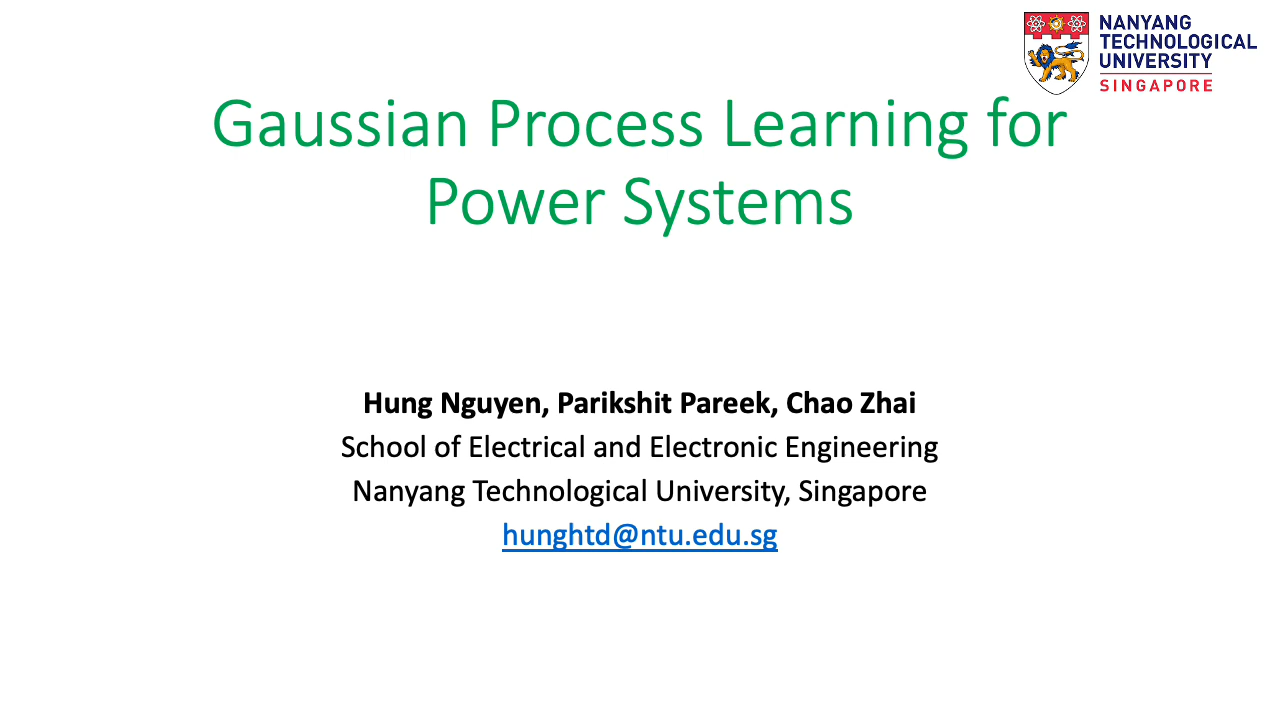 NANYANG
TECHNOLOGICAL
UNIVERSITY
SINGAPORE
Gaussian Process Learning for
Power Systems
Hung Nguyen, Parikshit Pareek, Chao Zhai
School of Electrical and Electronic Engineering
Nanyang Technological University, Singapore
hunghtd@ntu.edu.sg